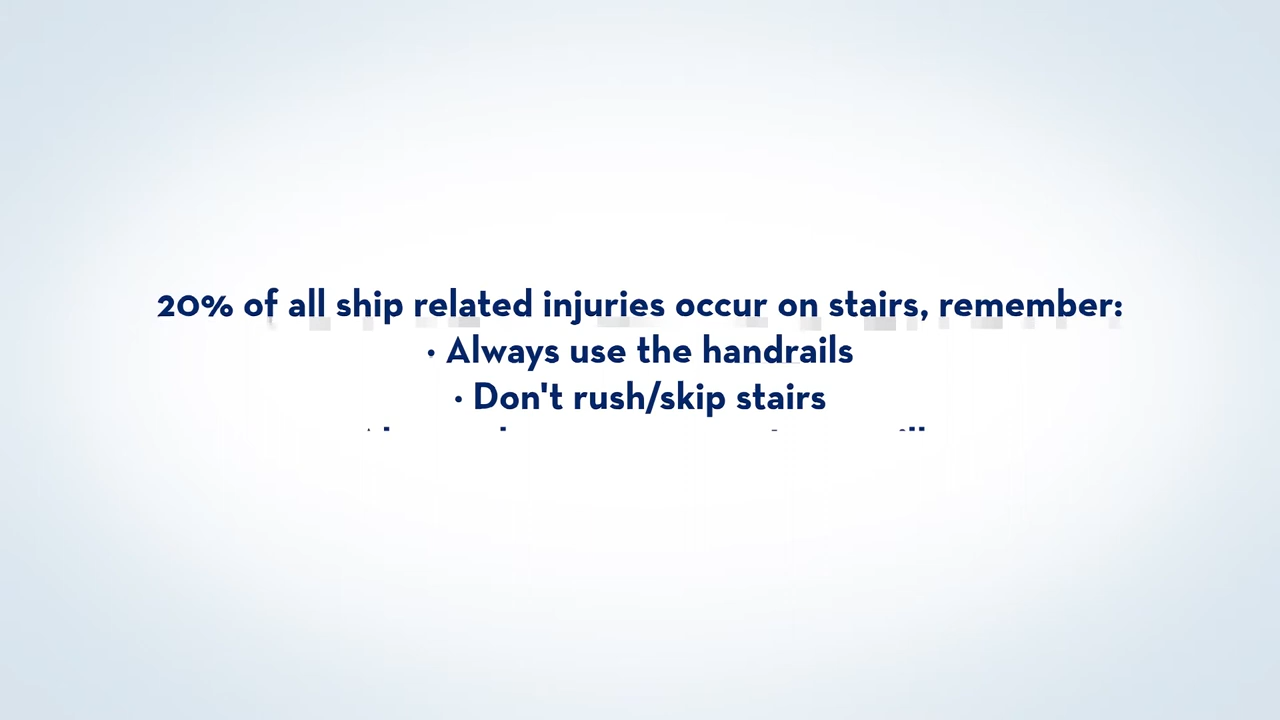 20% of all ship related injuries occur on stairs, remember:
· Always use the handrails
· Don't rush/skip stairs